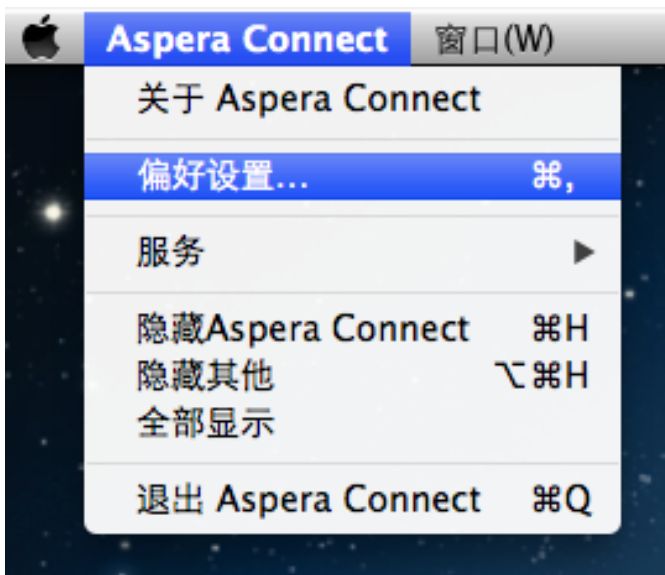 Aspera Connect 窗口(W)
关于 Aspera Connect
偏好设置... ⌘,
服务 ▶
隐藏Aspera Connect ⌘H
隐藏其他 ⌥⌘H
全部显示
退出 Aspera Connect ⌘Q